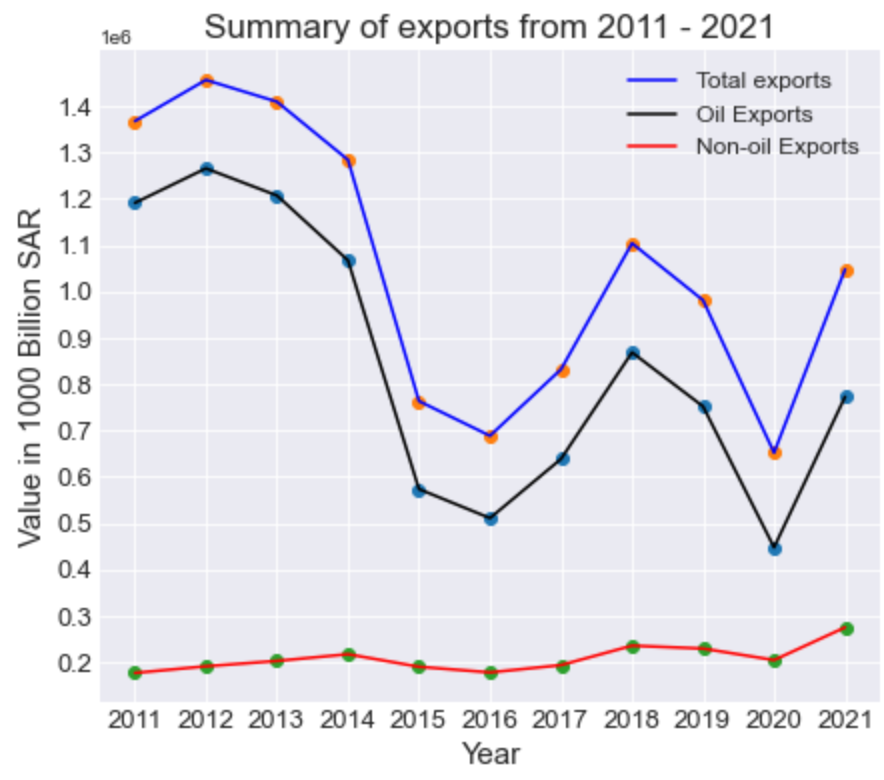 Summary of exports from 2011 - 2021
1e6
Total exports
Oil Exports
Non-oil Exports
1.4
1.3
1.2
1.1
1.0
0.9
0.8
0.7
0.6
0.5
0.4
0.3
0.2
Value in 1000 Billion SAR
2011 2012 2013 2014 2015 2016 2017 2018 2019 2020 2021
Year